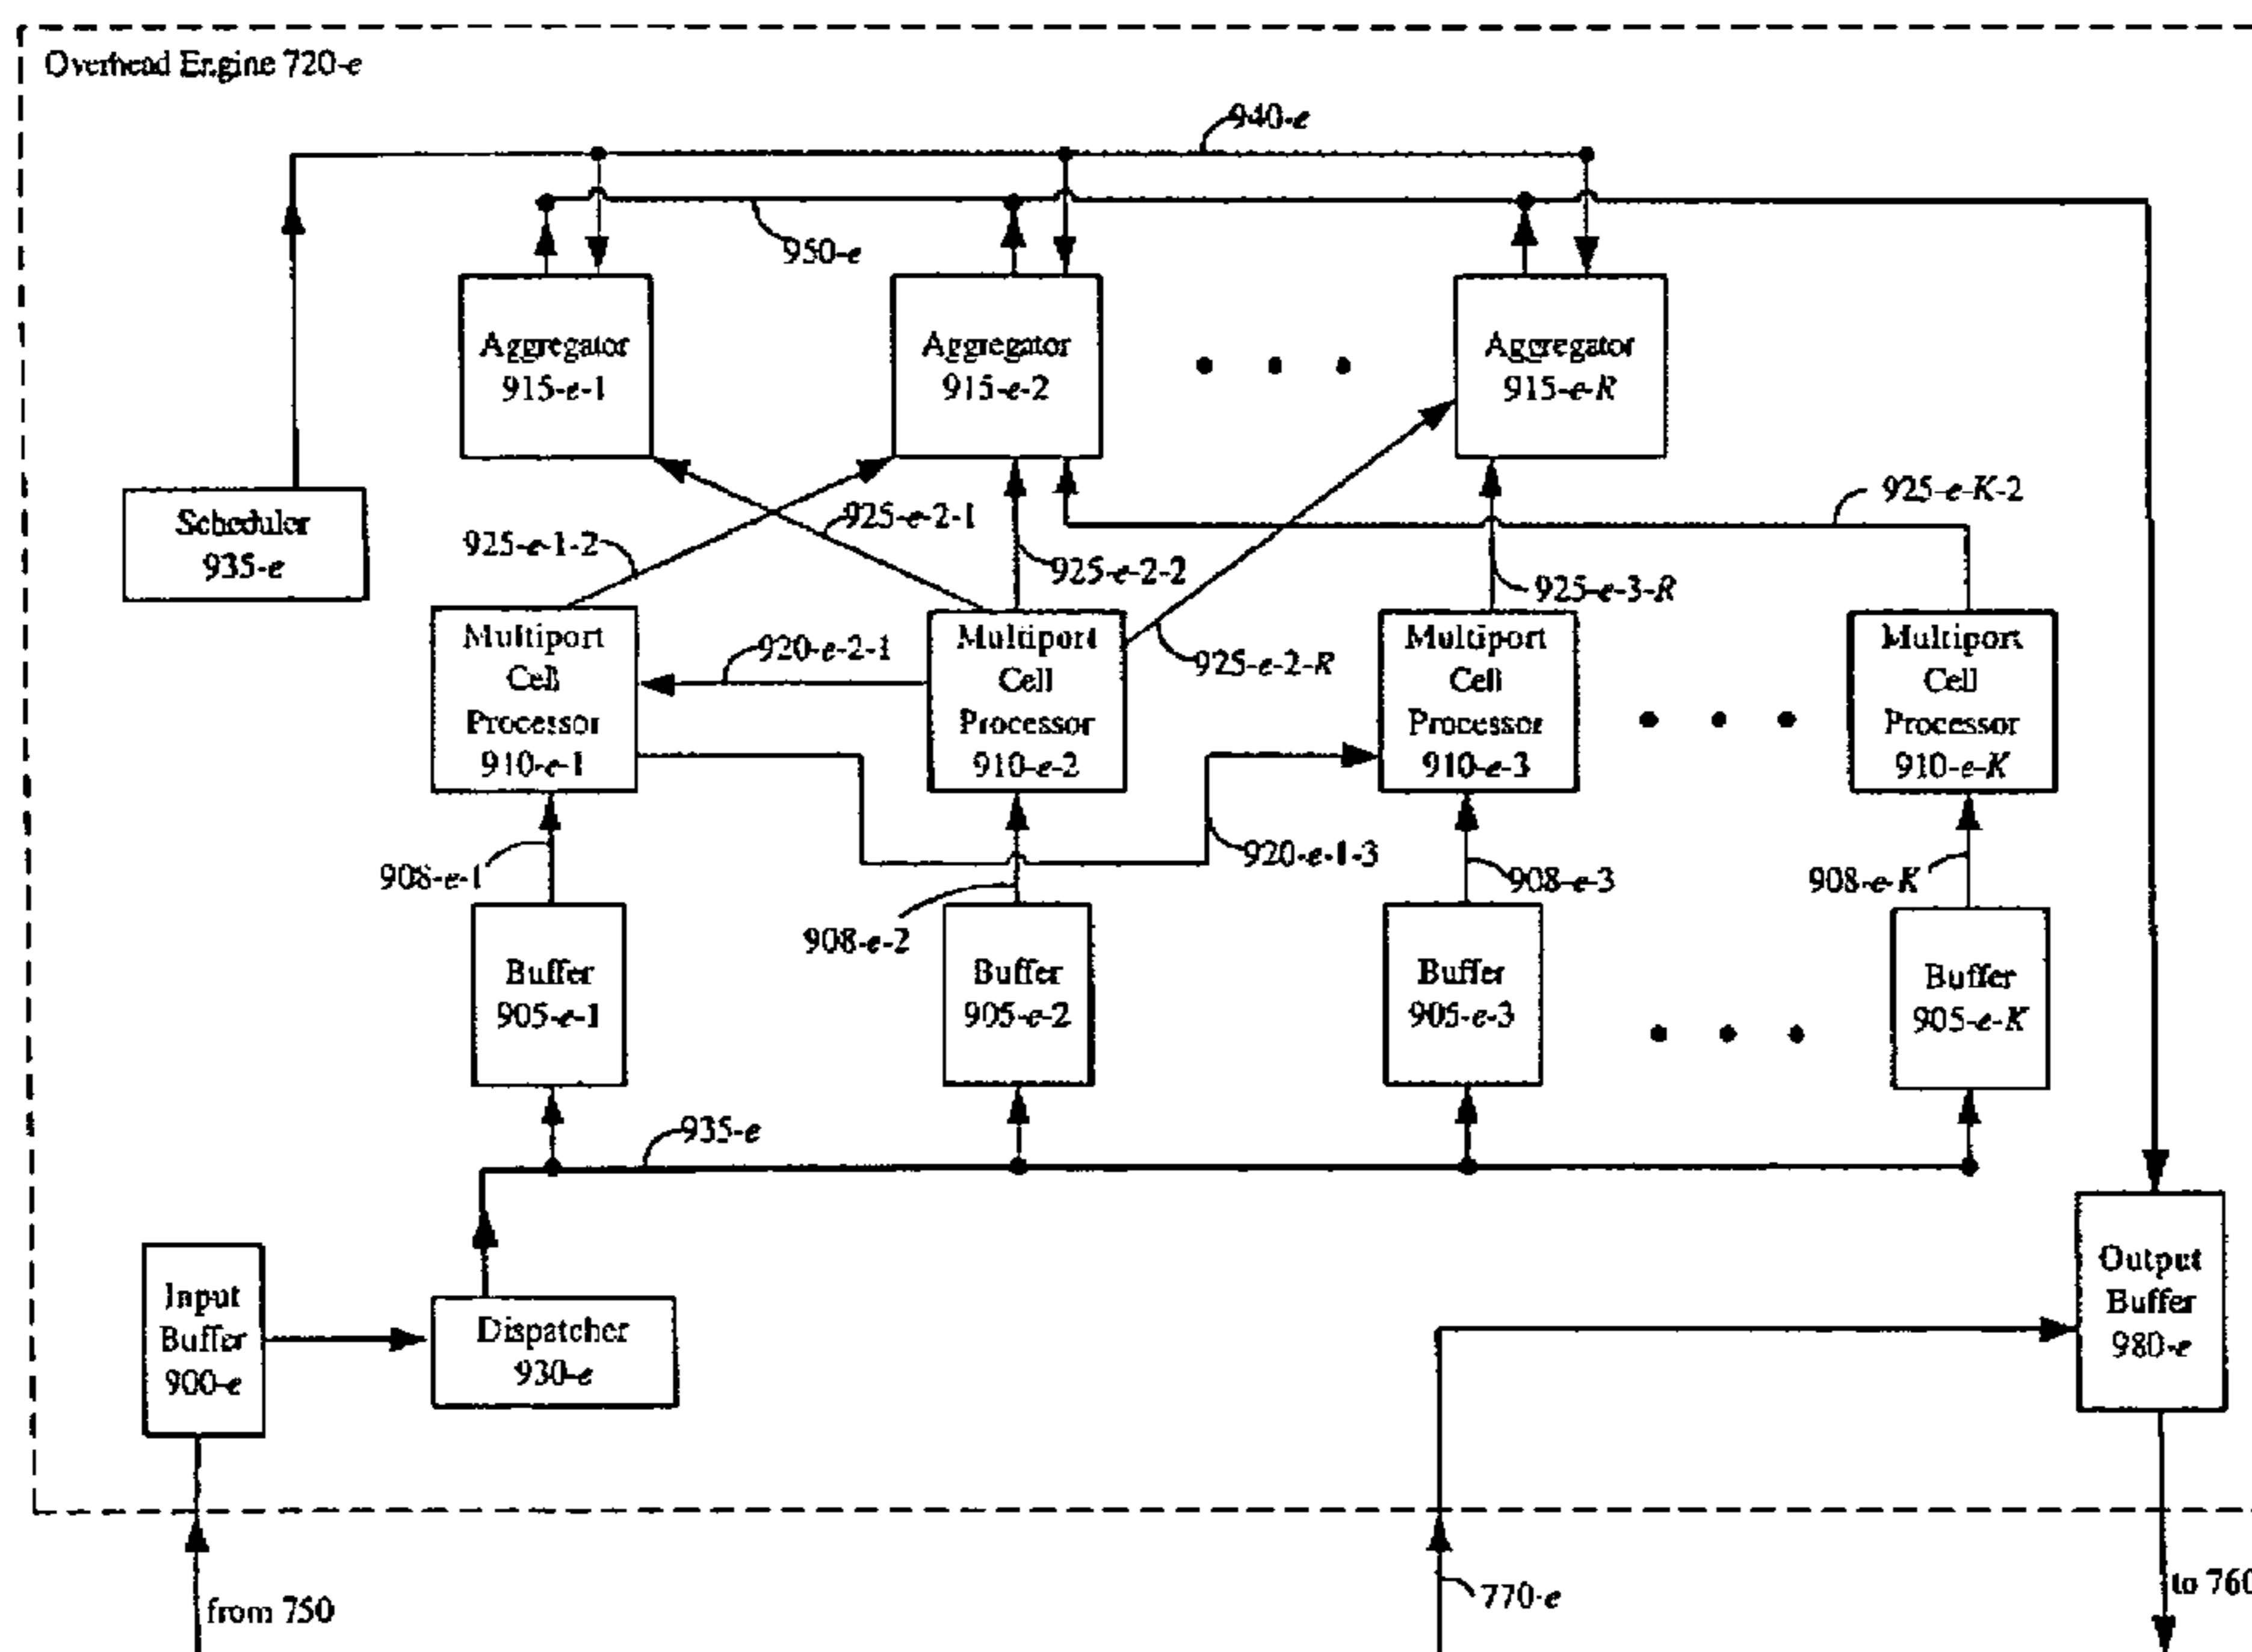 Overhead Engine 720-e
940-e
950-e
Aggregator
915-e-1
Aggregator
915-e-2
Aggregator
915-e-R
Scheduler
935-e
925-e-1-2
925-e-2-1
925-e-2-2
925-e-2-R
925-e-3-R
925-e-K-2
Multiport
Cell
Processor
910-e-1
920-e-2-1
Multiport
Cell
Processor
910-e-2
Multiport
Cell
Processor
910-e-3
Multiport
Cell
Processor
910-e-K
920-e-1-3
908-e-1
908-e-2
908-e-3
908-e-K
Buffer
905-e-1
Buffer
905-e-2
Buffer
905-e-3
Buffer
905-e-K
935-e
Input
Buffer
900-e
Dispatcher
930-e
Output
Buffer
980-e
from 750
770-e
to 760